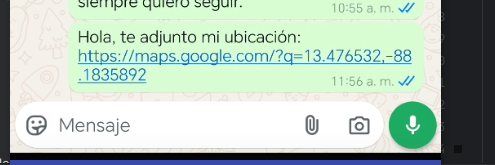 siempre quiero seguir.
10:55 a. m.
Hola, te adjunto mi ubicación:
https://maps.google.com/?q=13.476532,-88
.1835892
11:56 a. m.
Mensaje